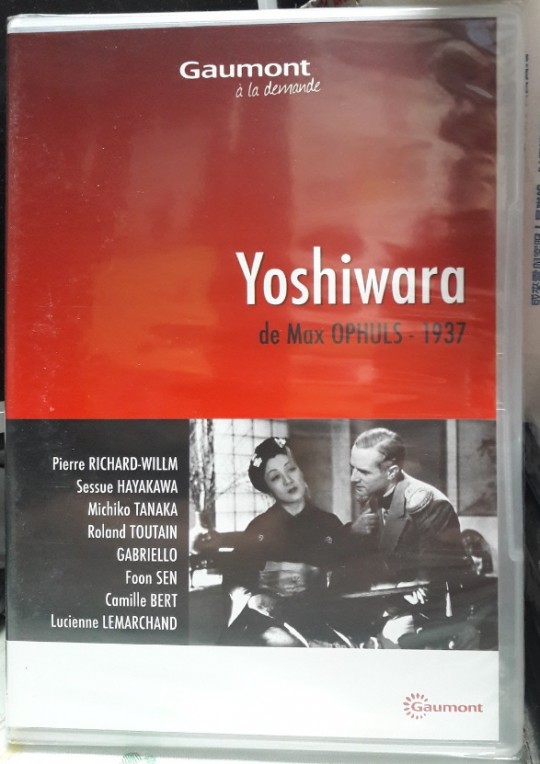 Gaumont
à la demande
Yoshiwara
de Max OPHULS - 1937
Pierre RICHARD-WILLM
Sessue HAYAKAWA
Michiko TANAKA
Roland TOUTAIN
GABRIELLO
Foon SEN
Camille BERT
Lucienne LEMARCHAND
Gaumont